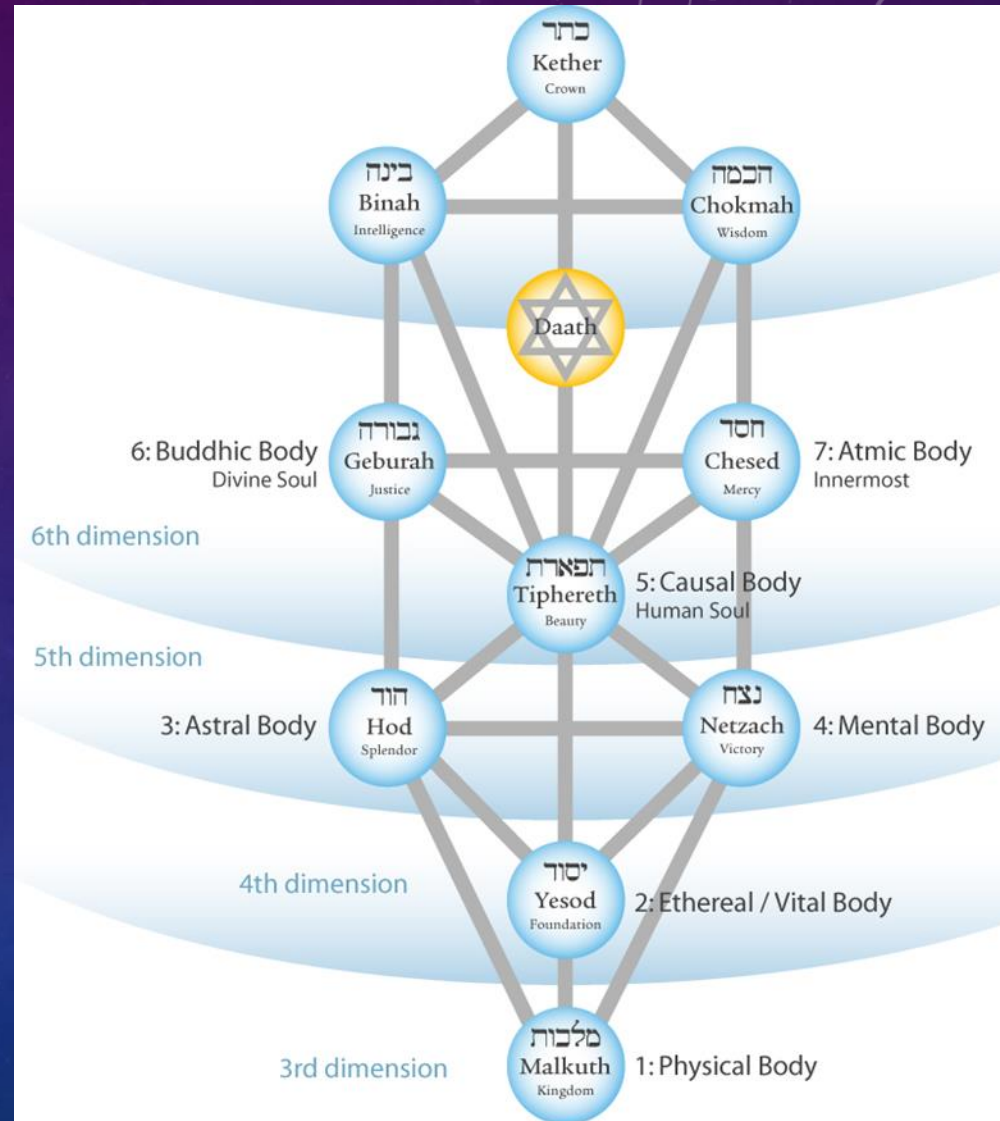 כתר
Kether
Crown
בינה
Binah
Intelligence
חכמה
Chokmah
Wisdom
Daath
6: Buddhic Body
Divine Soul
גבורה
Geburah
Justice
חסד
Chesed
Mercy
7: Atmic Body
Innermost
6th dimension
תפארת
Tiphereth
Beauty
5: Causal Body
Human Soul
5th dimension
3: Astral Body
הוד
Hod
Splendor
נצח
Netzach
Victory
4: Mental Body
4th dimension
יסוד
Yesod
Foundation
2: Ethereal / Vital Body
3rd dimension
מלכות
Malkuth
Kingdom
1: Physical Body